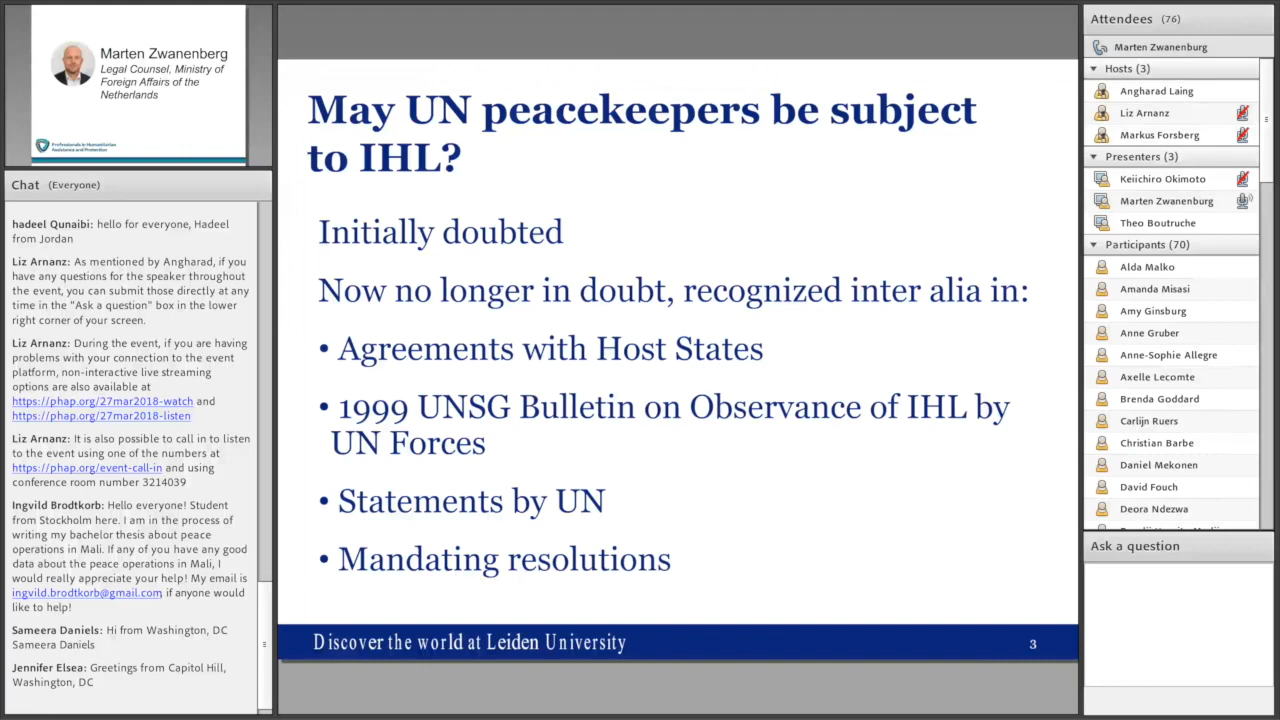 Marten Zwanenberg
Legal Counsel, Ministry of
Foreign Affairs of the
Netherlands
Professionals in Humanitarian
Assistance and Protection
Chat (Everyone)
hadeel Qunaibi: hello for everyone, Hadeel
from Jordan
Liz Arnanz: As mentioned by Angharad, if you
have any questions for the speaker throughout
the event, you can submit those directly at any
time in the "Ask a question" box in the lower
right corner of your screen.
Liz Arnanz: During the event, if you are having
problems with your connection to the event
platform, non-interactive live streaming
options are also available at
https://phap.org/27mar2018-watch and
https://phap.org/27mar2018-listen
Liz Arnanz: It is also possible to call in to listen
to the event using one of the numbers at
https://phap.org/event-call-in and using
conference room number 3214039
Ingvild Brodtkorb: Hello everyone! Student
from Stockholm here. I am in the process of
writing my bachelor thesis about peace
operations in Mali. If any of you have any good
data about the peace operations in Mali, I
would really appreciate your help! My email is
ingvild.brodtkorb@gmail.com, if anyone would
like to help!
Sameera Daniels: Hi from Washington, DC
Sameera Daniels
Jennifer Elsea: Greetings from Capitol Hill,
Washington, DC
May UN peacekeepers be subject
to IHL?
Initially doubted
Now no longer in doubt, recognized inter alia in:
• Agreements with Host States
• 1999 UNSG Bulletin on Observance of IHL by
UN Forces
• Statements by UN
• Mandating resolutions
Discover the world at Leiden University
3
Attendees (76)
Marten Zwanenburg
Hosts (3)
Angharad Laing
Liz Arnanz
Markus Forsberg
Presenters (3)
Keiichiro Okimoto
Marten Zwanenburg
Theo Boutruche
Participants (70)
Alda Malko
Amanda Misasi
Amy Ginsburg
Anne Gruber
Anne-Sophie Allegre
Axelle Lecomte
Brenda Goddard
Carlijn Ruers
Christian Barbe
Daniel Mekonen
David Fouch
Deora Ndezwa
Ask a question